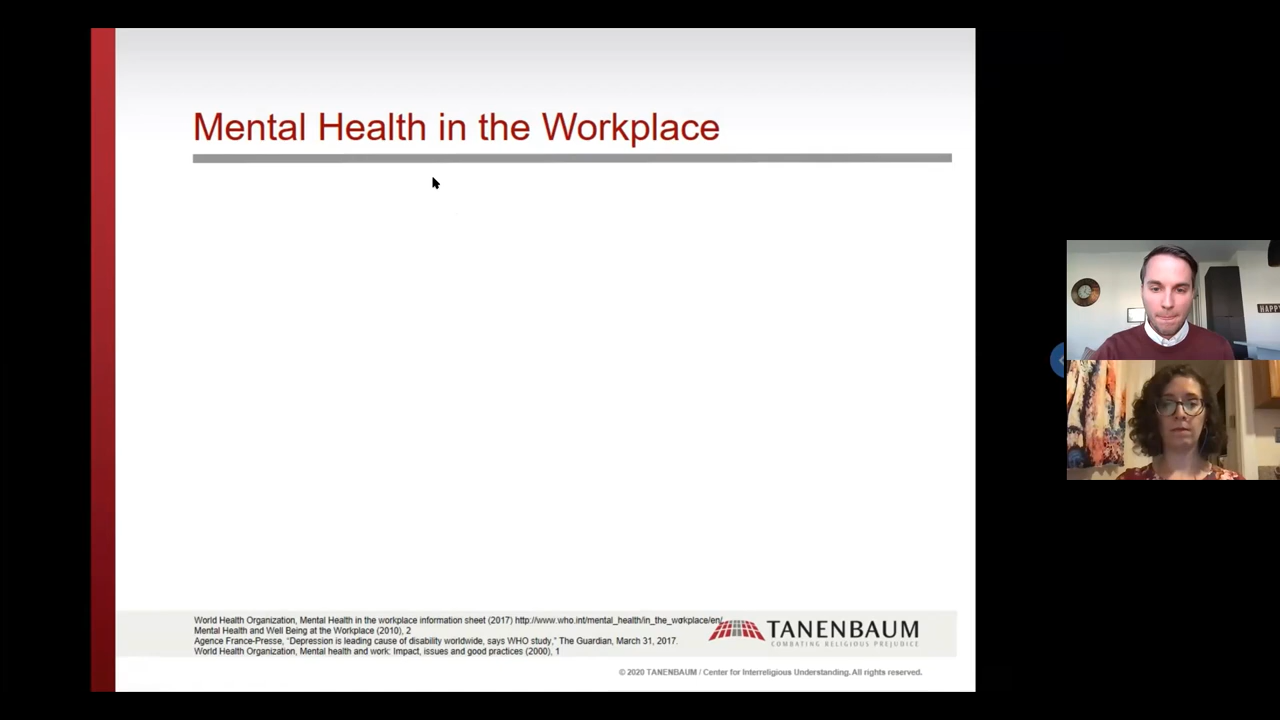 Mental Health in the Workplace
HAPPY
World Health Organization, Mental Health in the workplace information sheet (2017) http://www.who.int/mental_health/in_the_workplace/en/
Mental Health and Well Being at the Workplace (2010), 2
Agence France-Presse, “Depression is leading cause of disability worldwide, says WHO study,” The Guardian, March 31, 2017.
World Health Organization, Mental health and work: Impact, issues and good practices (2000), 1
TANENBAUM
COMBATING RELIGIOUS PREJUDICE
© 2020 TANENBAUM / Center for Interreligious Understanding. All rights reserved.